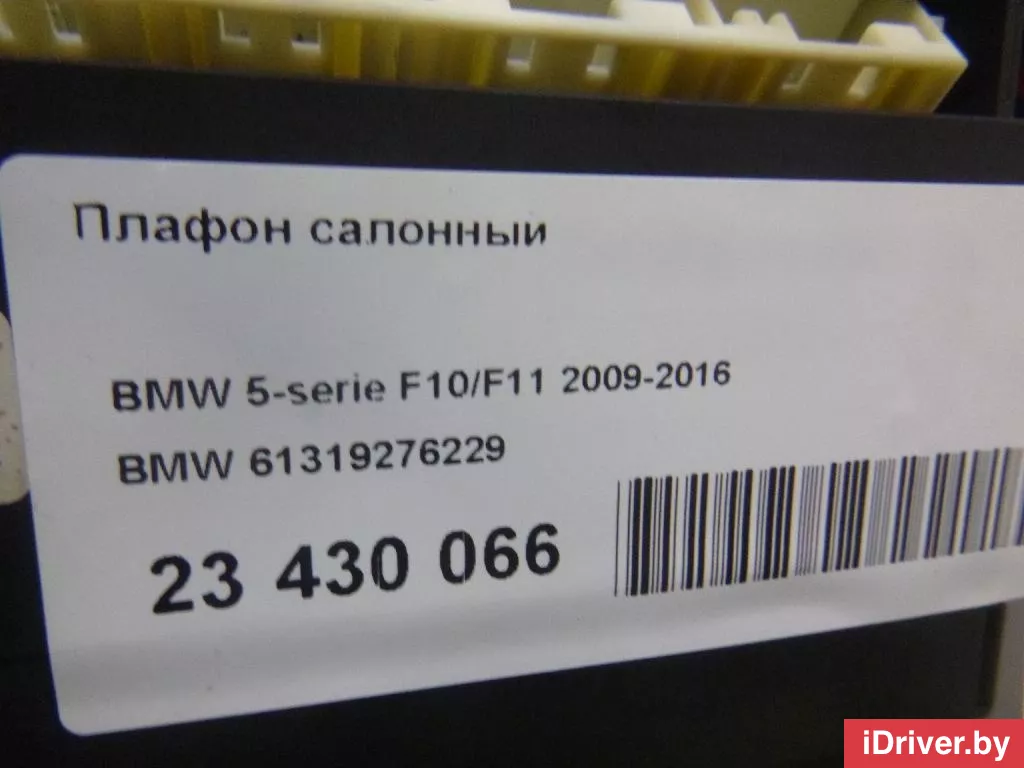 Плафон салонный
BMW 5-serie F10/F11 2009-2016
BMW 61319276229
23 430 066
iDriver.by